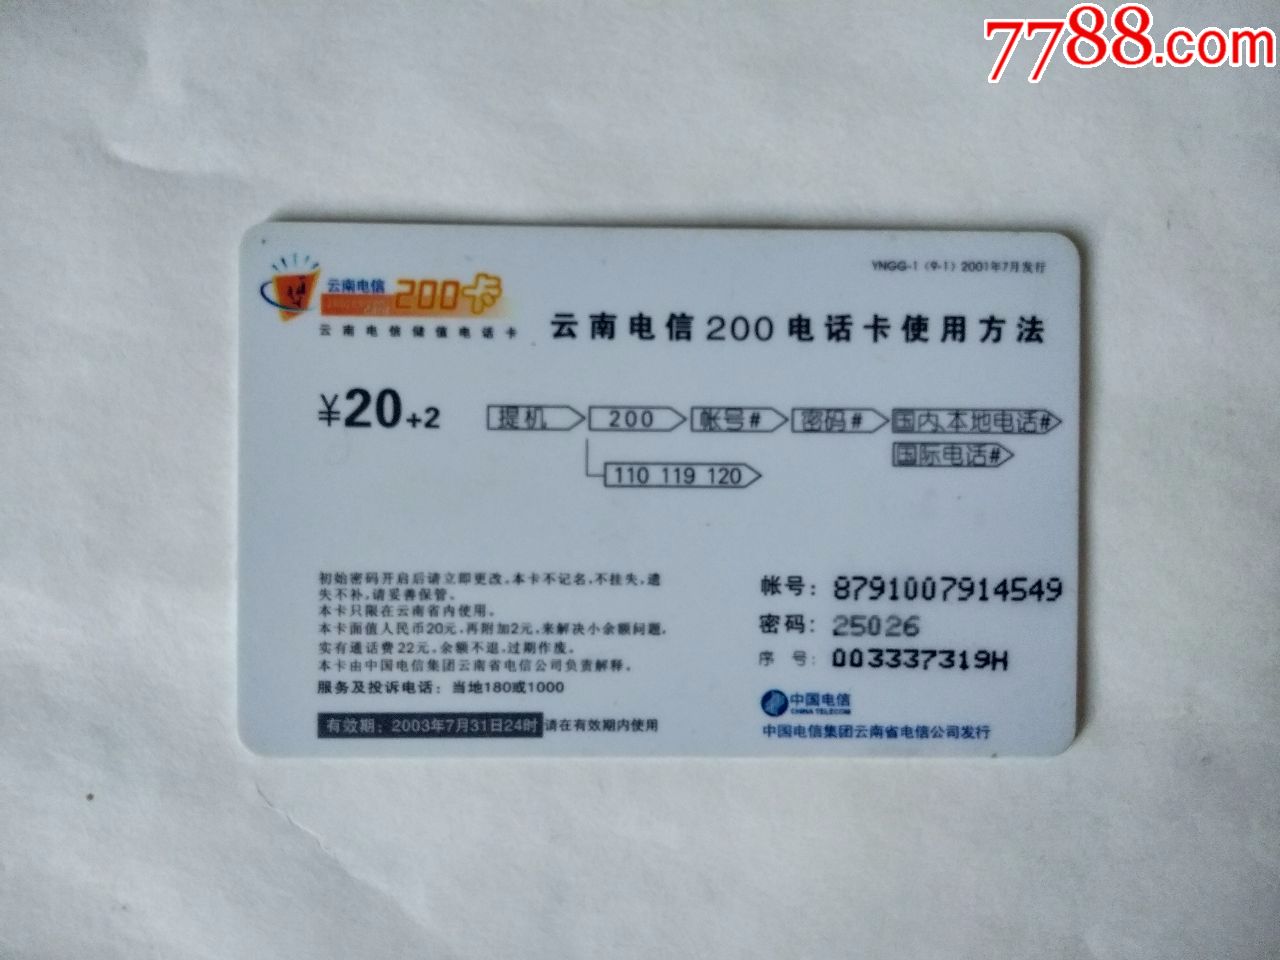 7788.com
YNGG-1（9-1）2001年7月发行
云南电信 200卡
云南电信储值电话卡
云南电信200电话卡使用方法
¥20+2
提机 200 帐号# 密码# 国内、本地电话#
国际电话#
110 119 120
初始密码开启后请立即更改,本卡不记名,不挂失,遗
失不补,请妥善保管。
本卡只限在云南省内使用。
本卡面值人民币20元,再附加2元,来解决小余额问题,
实有通话费22元,余额不退,过期作废。
本卡由中国电信集团云南省电信公司负责解释。
服务及投诉电话：当地180或1000
有效期：2003年7月31日24时 请在有效期内使用
帐号：8791007914549
密码：25026
序 号：003337319H
中国电信
CHINA TELECOM
中国电信集团云南省电信公司发行